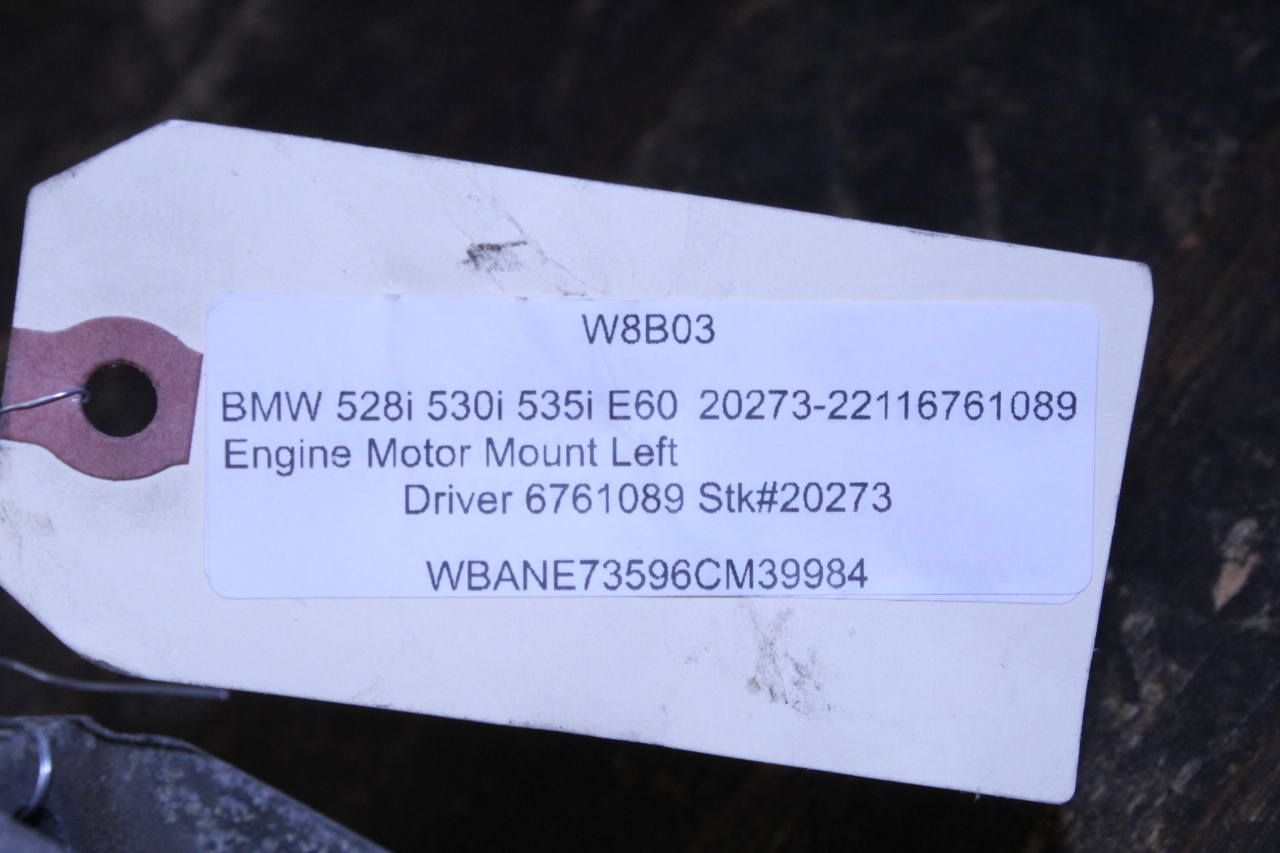 W8B03
BMW 528i 530i 535i E60 20273-22116761089
Engine Motor Mount Left
Driver 6761089 Stk#20273
WBANE73596CM39984